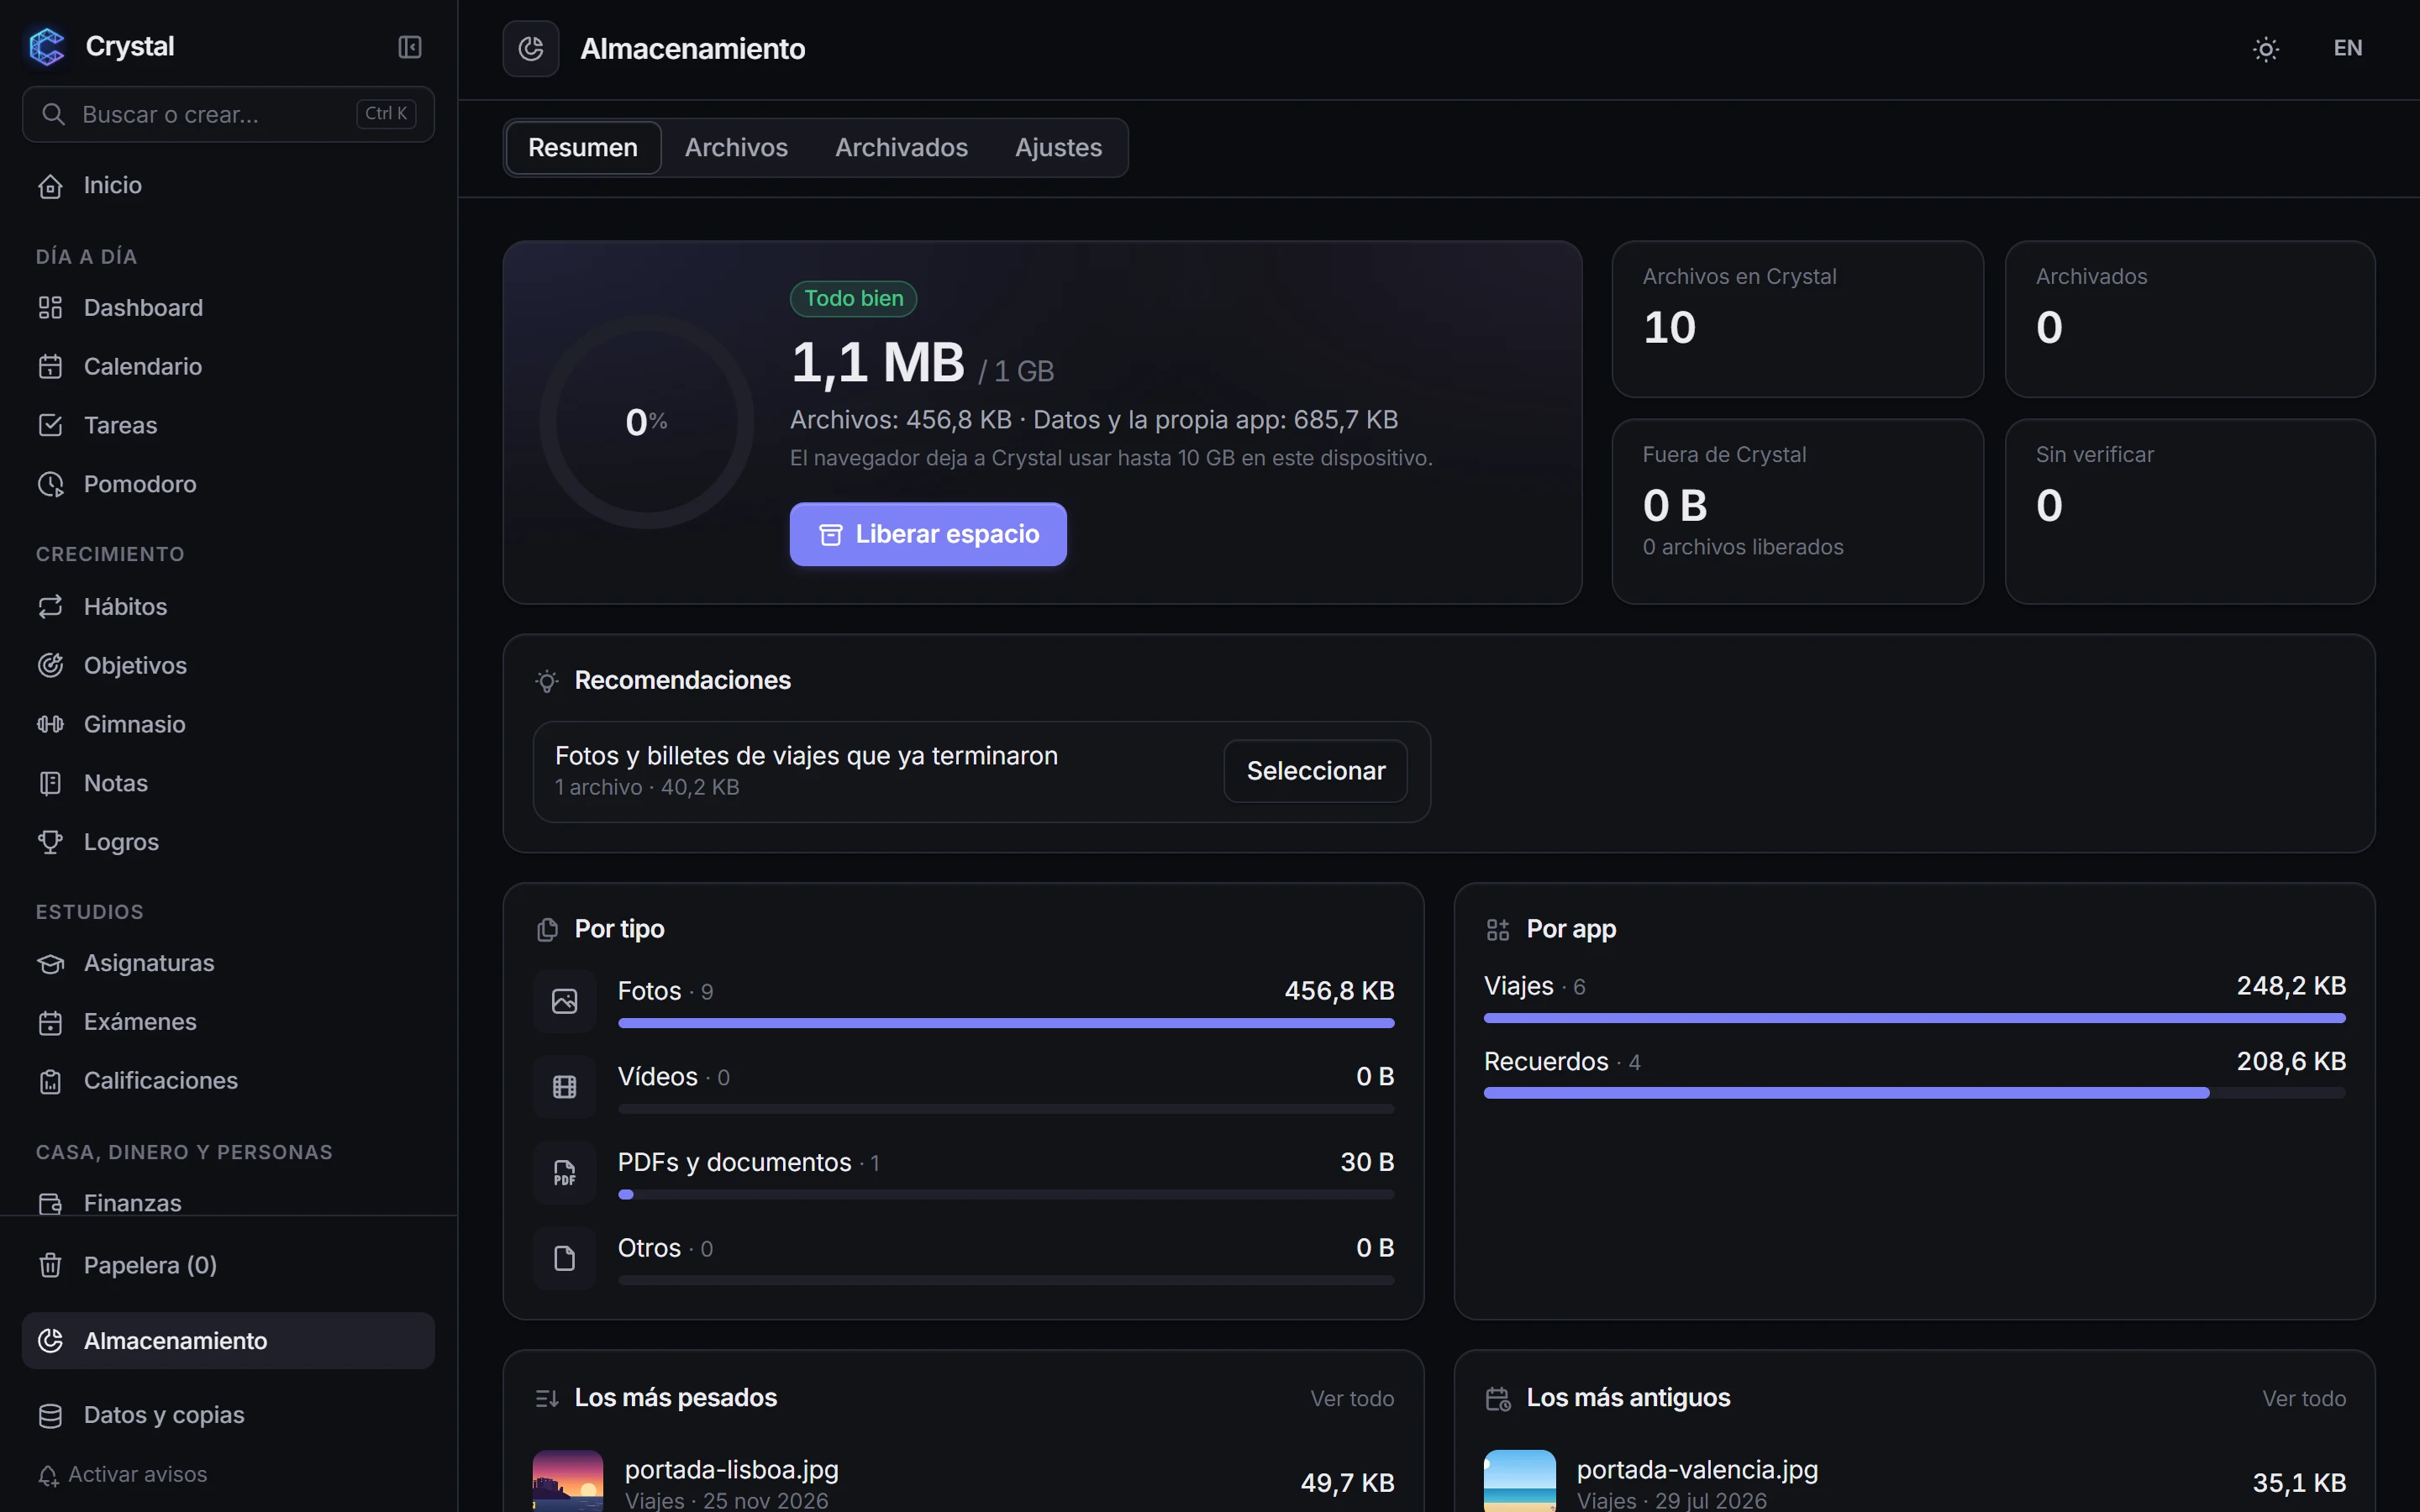 Crystal
Buscar o crear...
Ctrl K
Inicio
DÍA A DÍA
Dashboard
Calendario
Tareas
Pomodoro
CRECIMIENTO
Hábitos
Objetivos
Gimnasio
Notas
Logros
ESTUDIOS
Asignaturas
Exámenes
Calificaciones
CASA, DINERO Y PERSONAS
Finanzas
Papelera (0)
Almacenamiento
Datos y copias
Activar avisos
Almacenamiento
EN
Resumen
Archivos
Archivados
Ajustes
0%
Todo bien
1,1 MB / 1 GB
Archivos: 456,8 KB · Datos y la propia app: 685,7 KB
El navegador deja a Crystal usar hasta 10 GB en este dispositivo.
Liberar espacio
Archivos en Crystal
10
Archivados
0
Fuera de Crystal
0 B
0 archivos liberados
Sin verificar
0
Recomendaciones
Fotos y billetes de viajes que ya terminaron
1 archivo · 40,2 KB
Seleccionar
Por tipo
Fotos · 9
456,8 KB
Vídeos · 0
0 B
PDF
PDFs y documentos · 1
30 B
Otros · 0
0 B
Por app
Viajes · 6
248,2 KB
Recuerdos · 4
208,6 KB
Los más pesados
Ver todo
portada-lisboa.jpg
Viajes · 25 nov 2026
49,7 KB
Los más antiguos
Ver todo
portada-valencia.jpg
Viajes · 29 jul 2026
35,1 KB